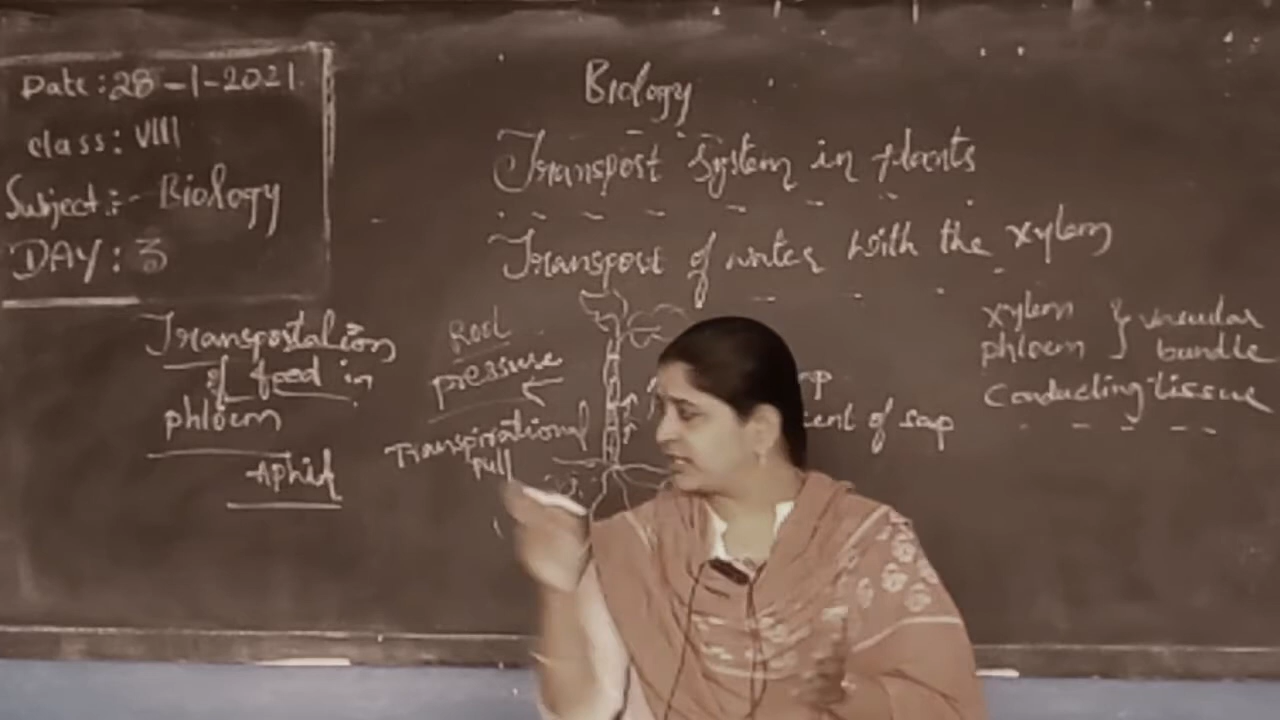 Date: 28-1-2021
class: VIII
Subject:- Biology
DAY: 3
Biology
Transport System in plants
Transport of water with the xylem
Transportation
of food in
phloem
Aphid
Root
pressure
Transpirational
pull
of sap
xylem } vascular
phloem } bundle
Conducting tissue